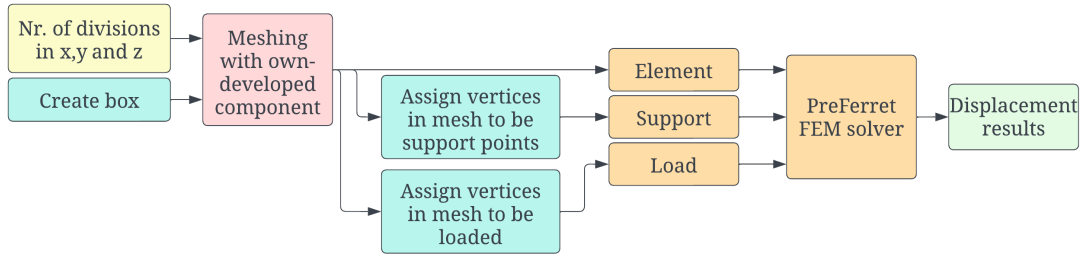 Nr. of divisions
in x,y and z
Create box
Meshing
with own-
developed
component
Assign vertices
in mesh to be
support points
Assign vertices
in mesh to be
loaded
Element
Support
Load
PreFerret
FEM solver
Displacement
results